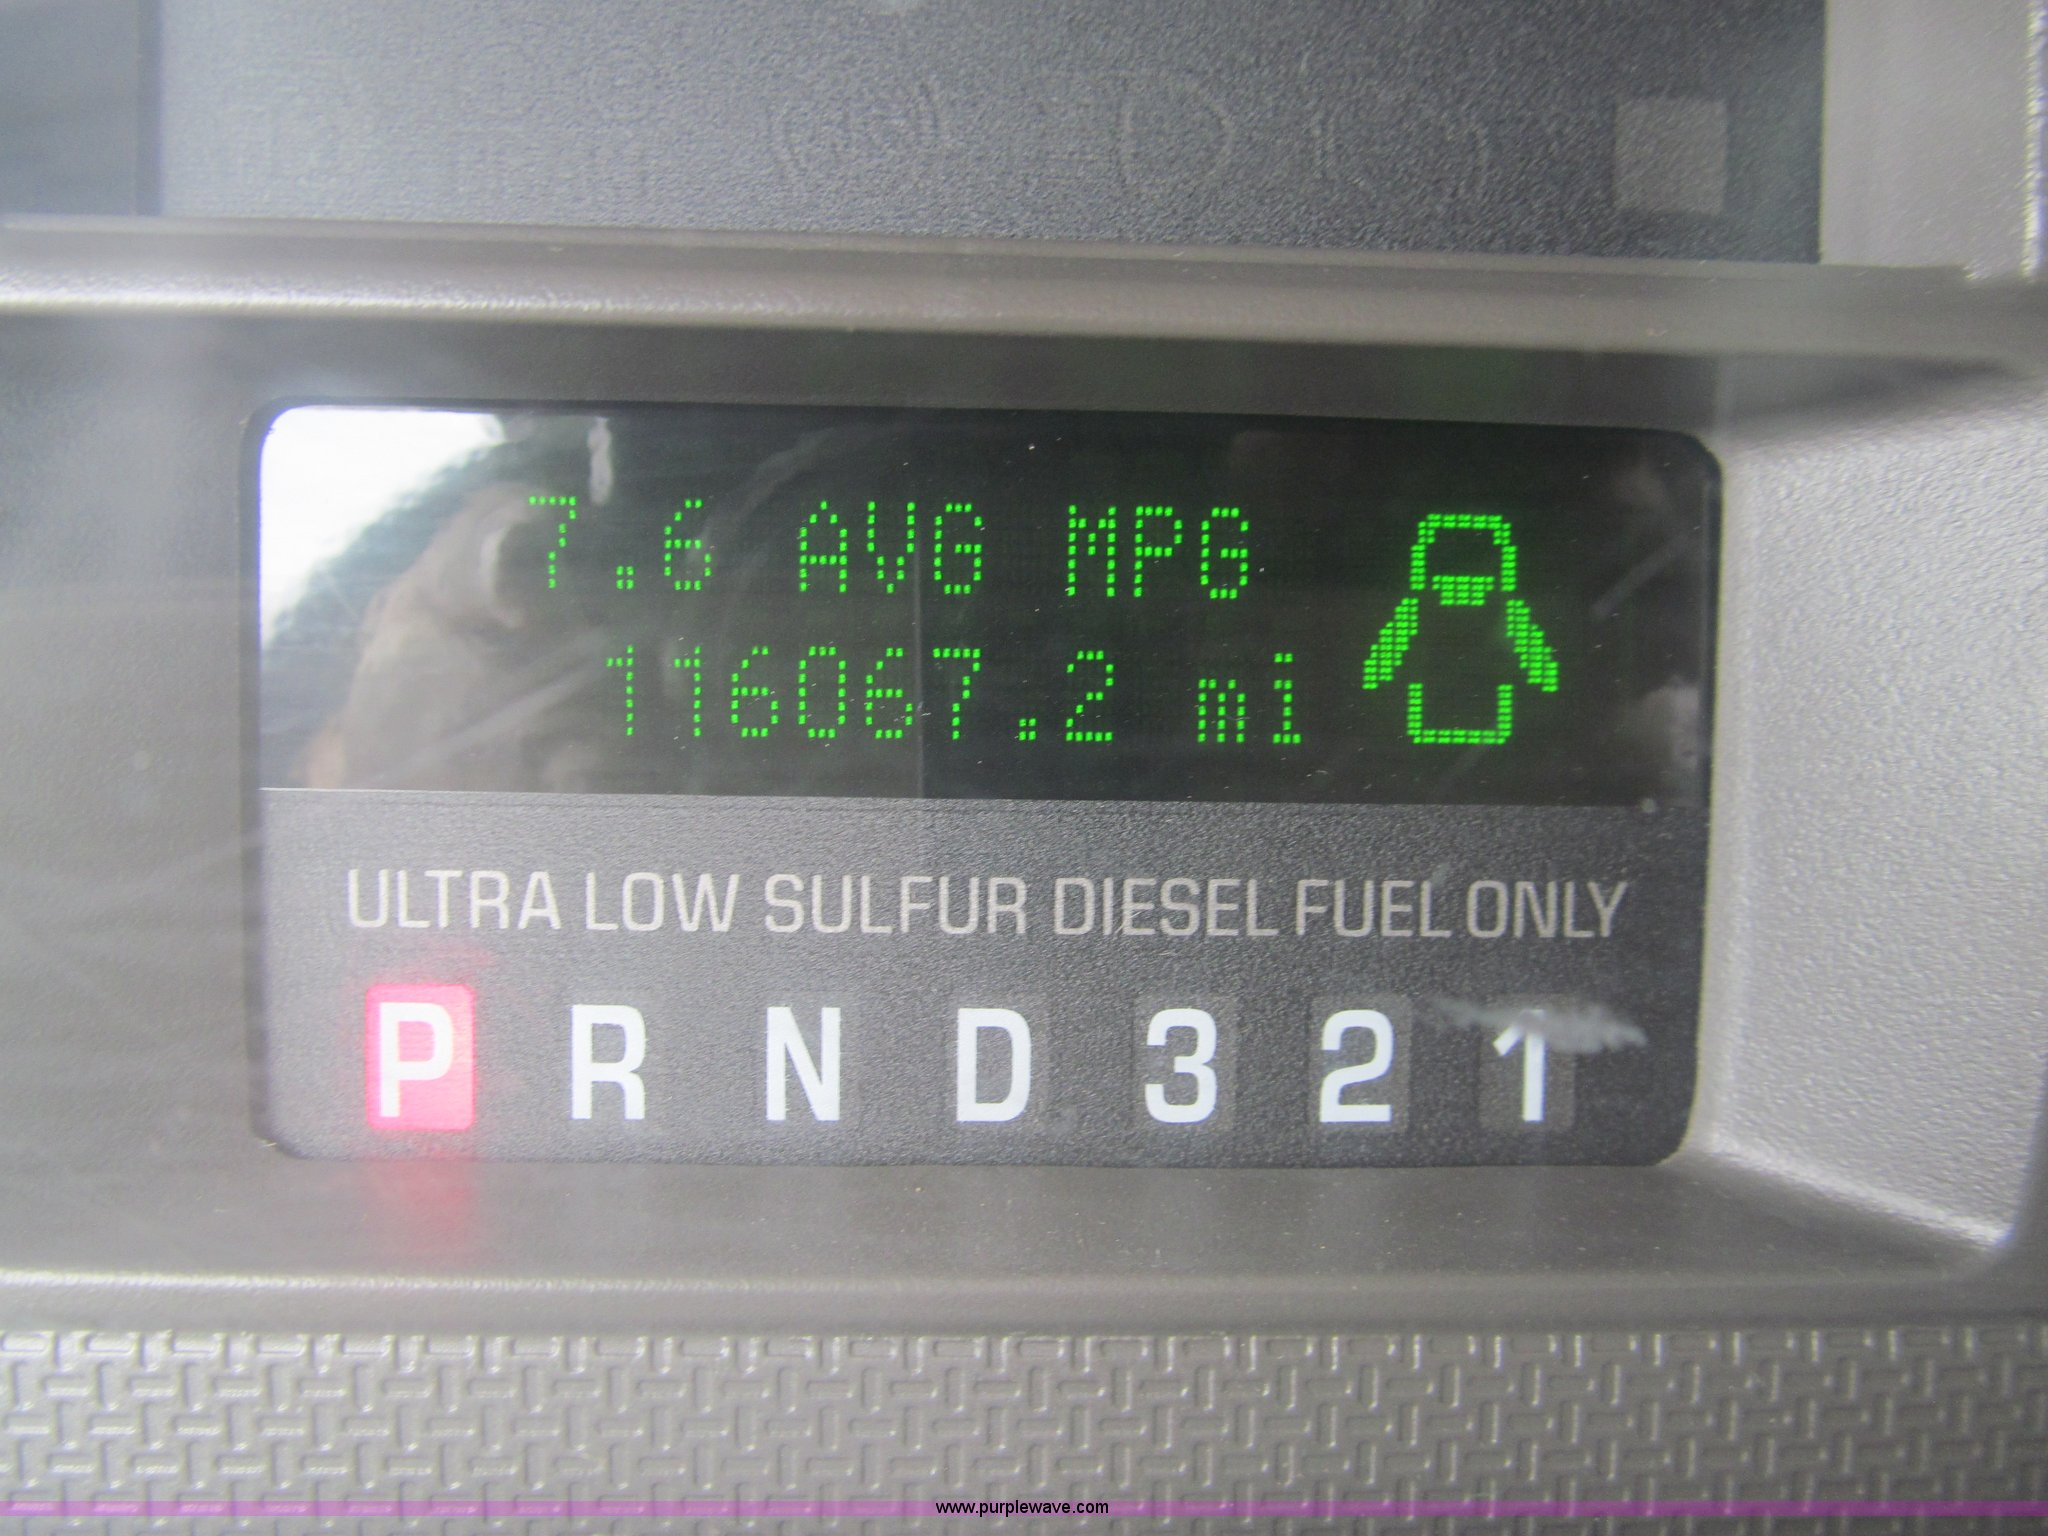 7.6 AVG MPG
116067.2 mi
ULTRA LOW SULFUR DIESEL FUEL ONLY
P R N D 3 2 1
www.purplewave.com